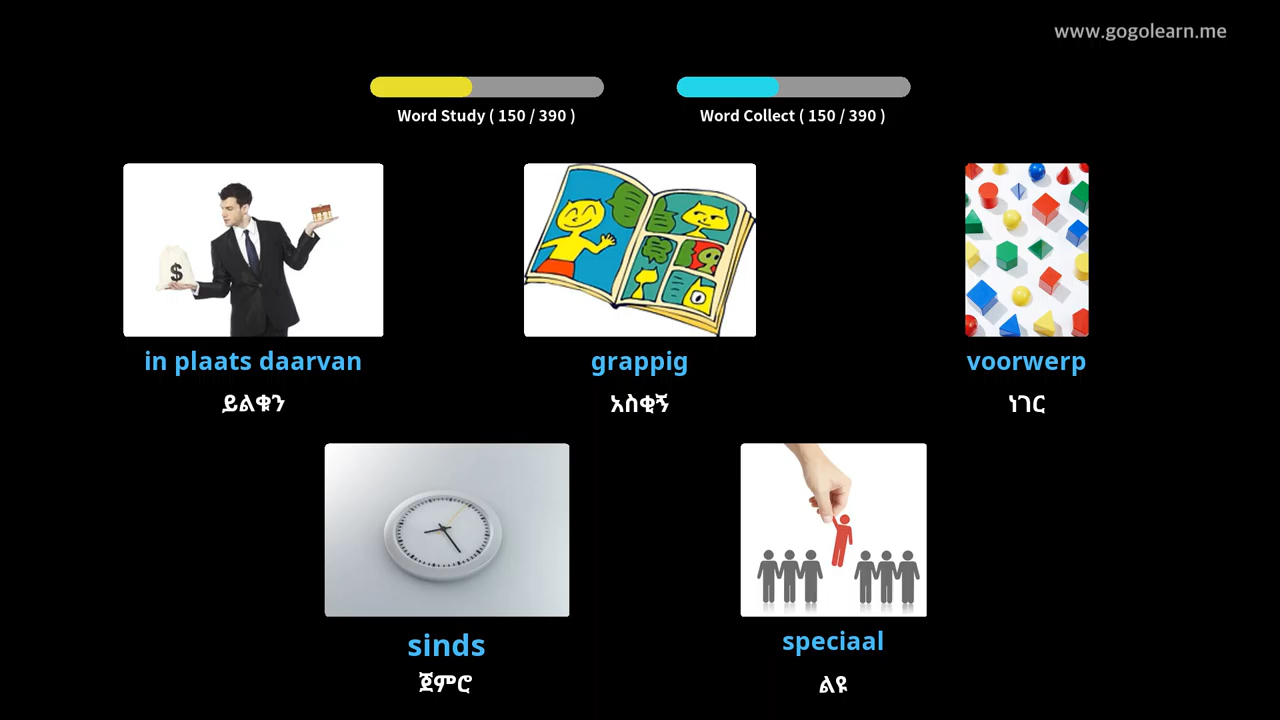 www.gogolearn.me
Word Study ( 150 / 390 )
Word Collect ( 150 / 390 )
$
in plaats daarvan
ይልቁን
grappig
አስቂኝ
voorwerp
ነገር
sinds
ጀምሮ
speciaal
ልዩ